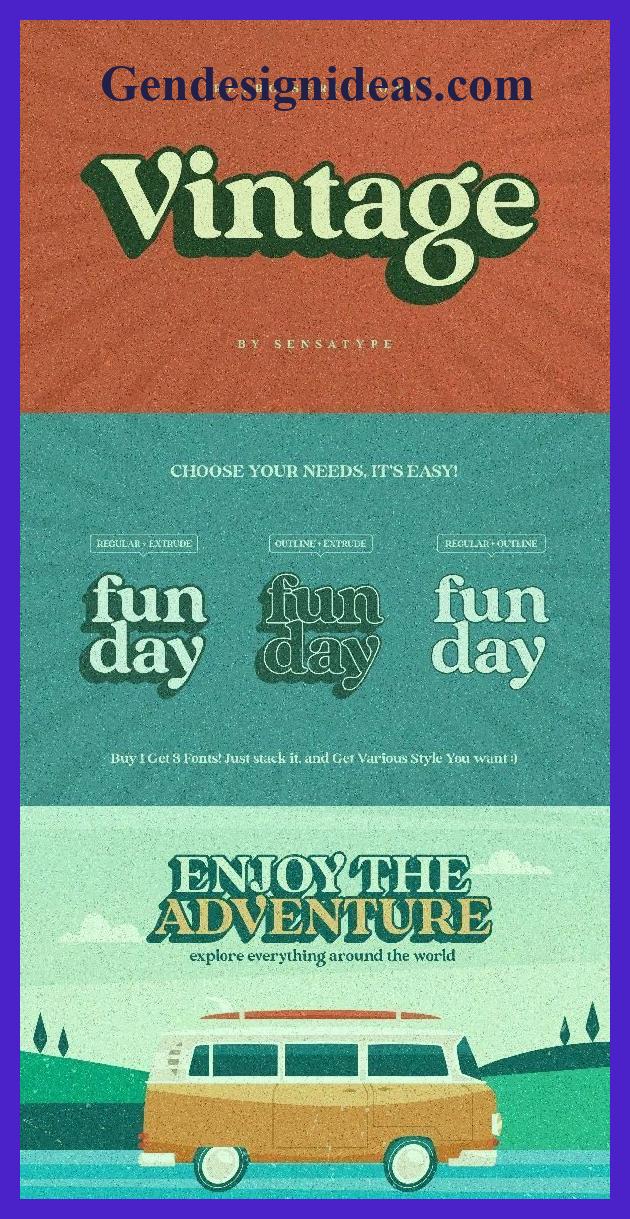 Gendesignideas.com
Vintage
BY SENSATYPE
CHOOSE YOUR NEEDS, IT'S EASY!
REGULAR + EXTRUDE
OUTLINE + EXTRUDE
REGULAR + OUTLINE
fun
day
fun
day
fun
day
Buy 1 Get 3 Fonts! Just stack it, and Get Various Style You want :)
ENJOY THE
ADVENTURE
explore everything around the world